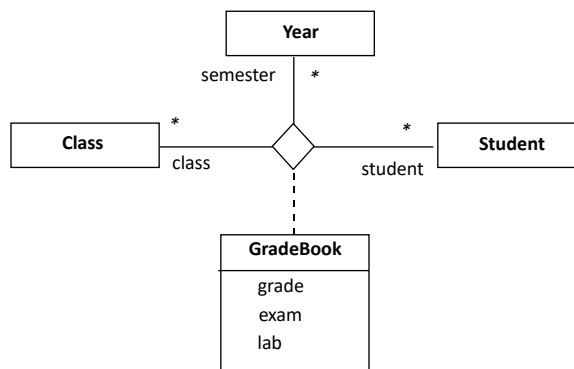 Year
semester *
* *
Class Student
class student
GradeBook
grade
exam
lab